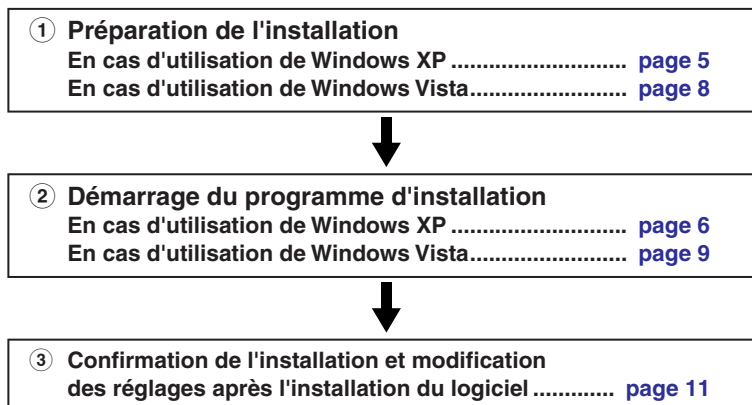 ① Préparation de l'installation
En cas d'utilisation de Windows XP ............................ page 5
En cas d'utilisation de Windows Vista......................... page 8
② Démarrage du programme d'installation
En cas d'utilisation de Windows XP ............................ page 6
En cas d'utilisation de Windows Vista......................... page 9
③ Confirmation de l'installation et modification
des réglages après l'installation du logiciel ............. page 11